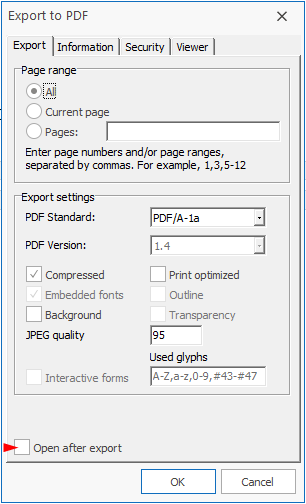 Export to PDF
Export Information Security Viewer
Page range
All
Current page
Pages:
Enter page numbers and/or page ranges,
separated by commas. For example, 1,3,5-12
Export settings
PDF Standard: PDF/A-1a
PDF Version: 1.4
Compressed Print optimized
Embedded fonts Outline
Background Transparency
JPEG quality 95
Used glyphs
Interactive forms A-Z,a-z,0-9,#43-#47
Open after export
OK Cancel